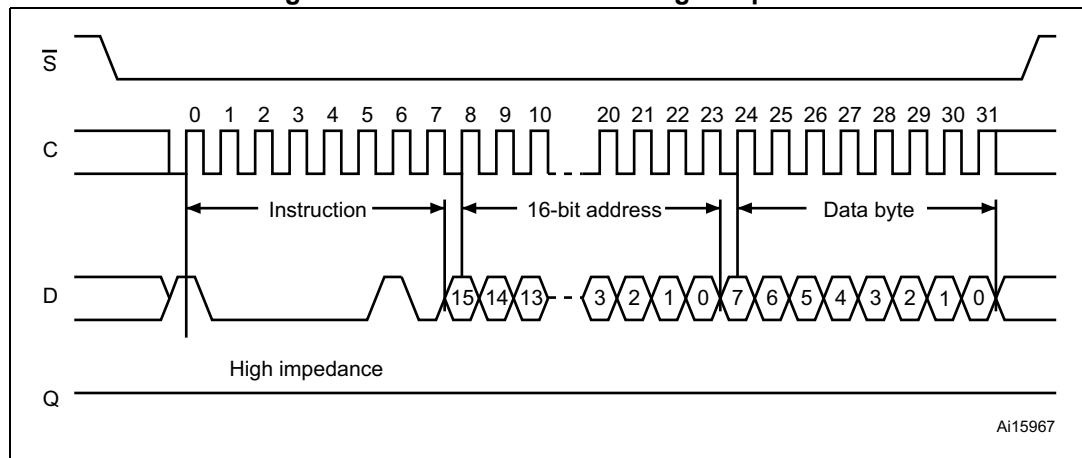 S
0 1 2 3 4 5 6 7 8 9 10 20 21 22 23 24 25 26 27 28 29 30 31
C
Instruction 16-bit address Data byte
D 15 14 13 3 2 1 0 7 6 5 4 3 2 1 0
High impedance
Q
Ai15967